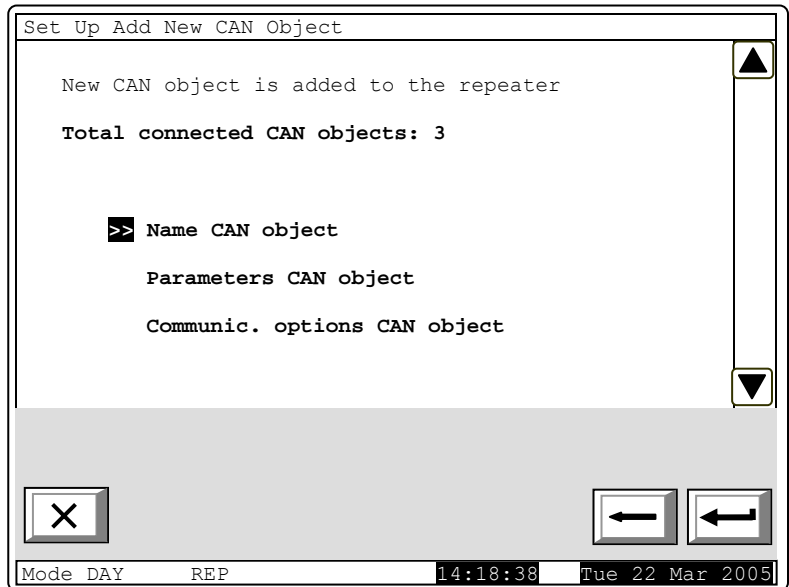 Set Up Add New CAN Object
New CAN object is added to the repeater
Total connected CAN objects: 3
>> Name CAN object
Parameters CAN object
Communic. options CAN object
Mode DAY REP 14:18:38 Tue 22 Mar 2005